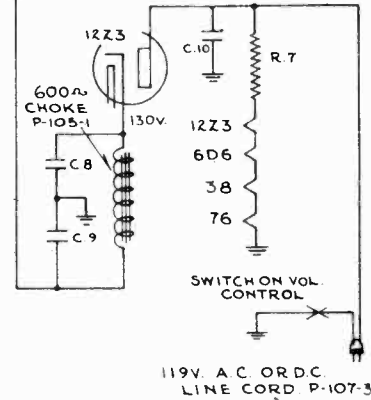 12Z3
C.10
R.7
600~
CHOKE
P-105-1
130V.
12Z3
C.8
6D6
38
C.9
76
SWITCH ON VOL.
CONTROL
119V. A.C. OR D.C.
LINE CORD. P-107-3